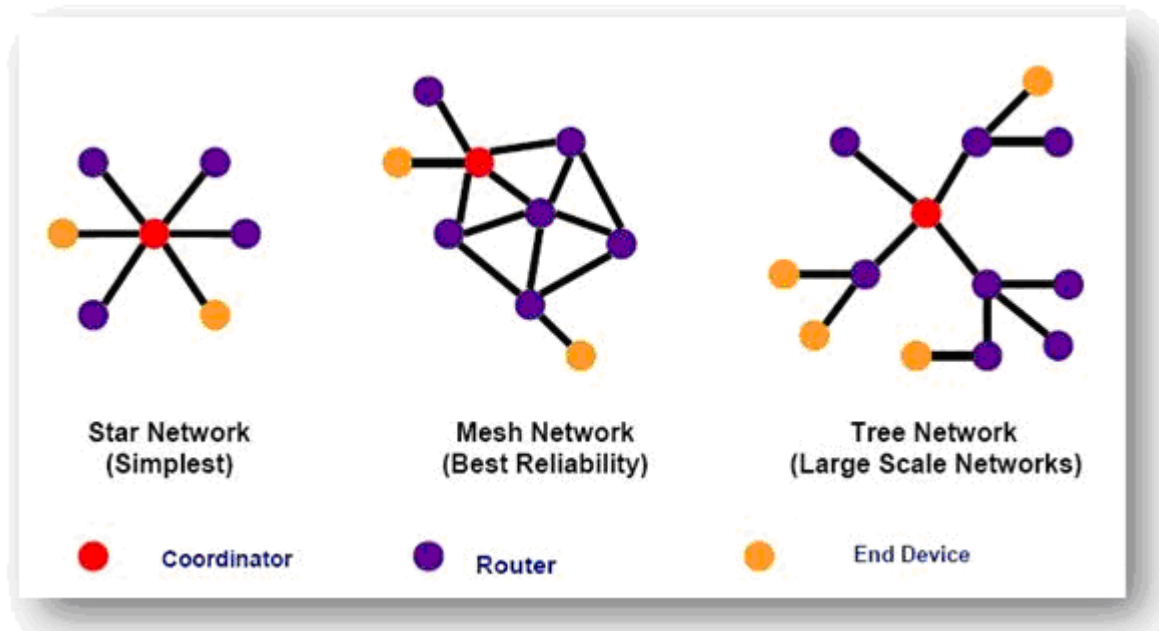 Star Network
(Simplest)
Mesh Network
(Best Reliability)
Tree Network
(Large Scale Networks)
Coordinator
Router
End Device